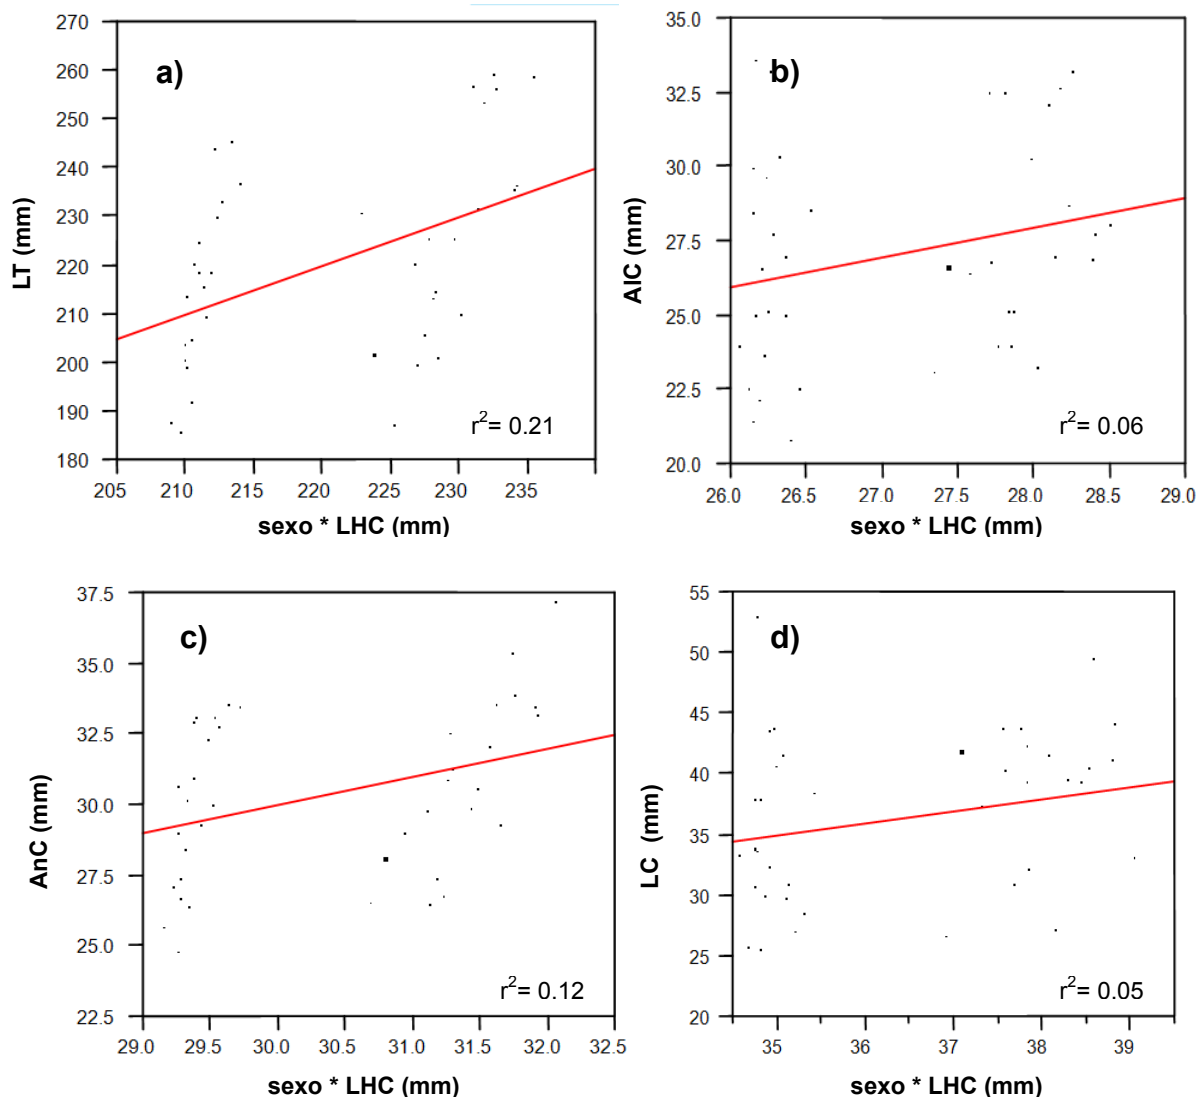 a)
LT (mm)
270
260
250
240
230
220
210
200
190
180
r²= 0.21
205 210 215 220 225 230 235
sexo * LHC (mm)
b)
AlC (mm)
35.0
32.5
30.0
27.5
25.0
22.5
20.0
r²= 0.06
26.0 26.5 27.0 27.5 28.0 28.5 29.0
sexo * LHC (mm)
c)
AnC (mm)
37.5
35.0
32.5
30.0
27.5
25.0
22.5
r²= 0.12
29.0 29.5 30.0 30.5 31.0 31.5 32.0 32.5
sexo * LHC (mm)
d)
LC (mm)
55
50
45
40
35
30
25
20
r²= 0.05
35 36 37 38 39
sexo * LHC (mm)